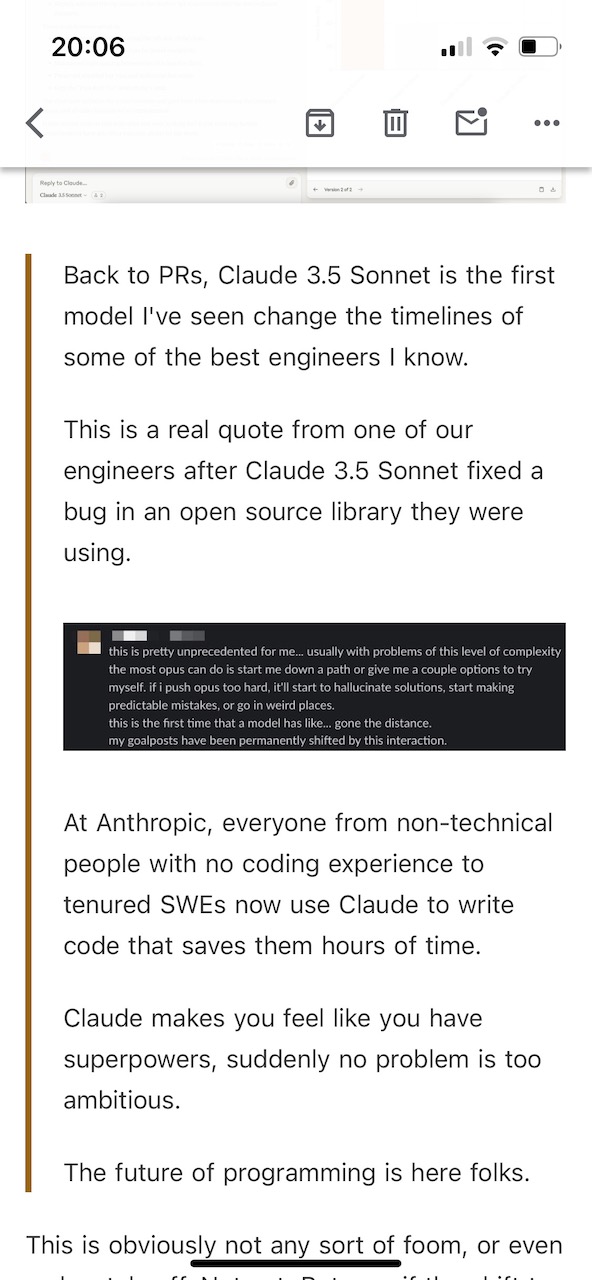 20:06
Reply to Claude...
Claude 3.5 Sonnet
Version 2 of 2
Back to PRs, Claude 3.5 Sonnet is the first
model I've seen change the timelines of
some of the best engineers I know.
This is a real quote from one of our
engineers after Claude 3.5 Sonnet fixed a
bug in an open source library they were
using.
this is pretty unprecedented for me... usually with problems of this level of complexity
the most opus can do is start me down a path or give me a couple options to try
myself. if i push opus too hard, it'll start to hallucinate solutions, start making
predictable mistakes, or go in weird places.
this is the first time that a model has like... gone the distance.
my goalposts have been permanently shifted by this interaction.
At Anthropic, everyone from non-technical
people with no coding experience to
tenured SWEs now use Claude to write
code that saves them hours of time.
Claude makes you feel like you have
superpowers, suddenly no problem is too
ambitious.
The future of programming is here folks.
This is obviously not any sort of foom, or even